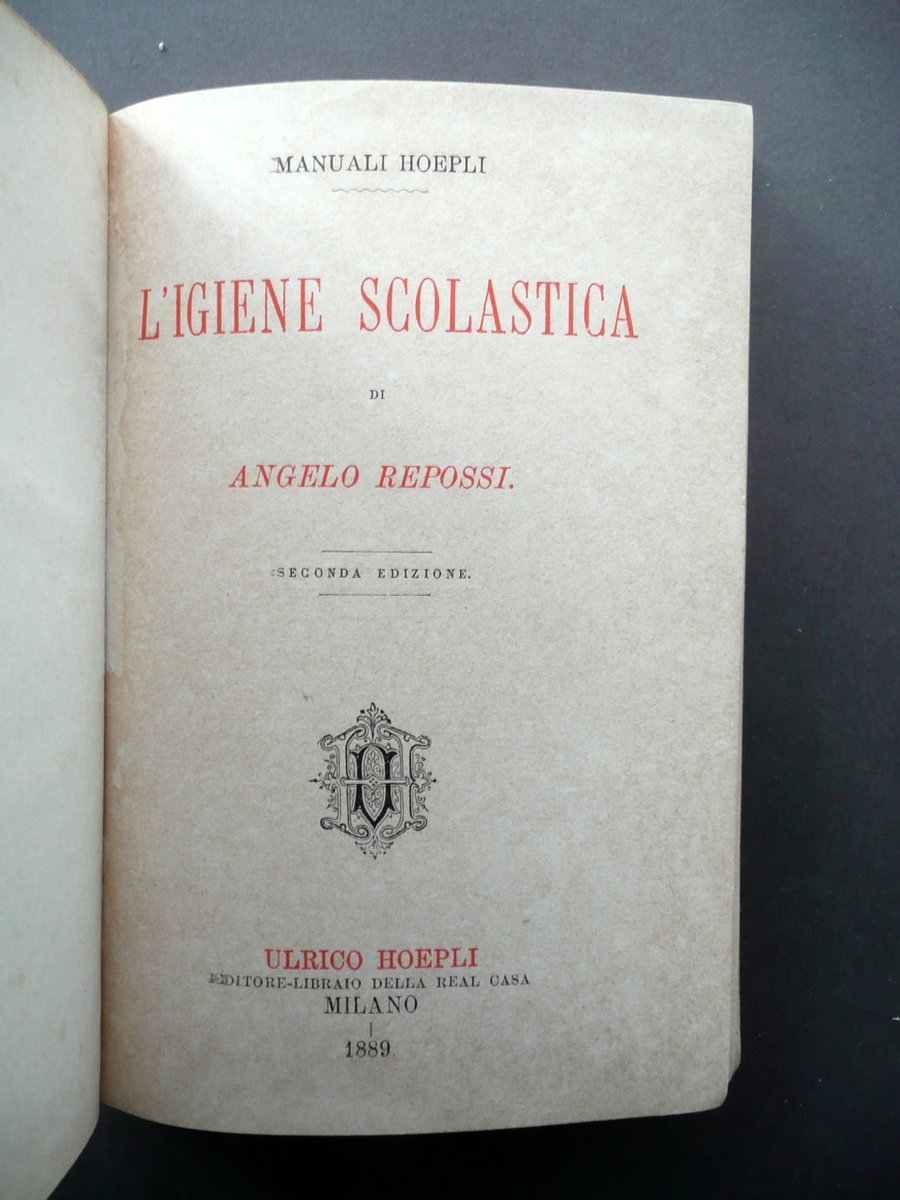 MANUALI HOEPLI
L'IGIENE SCOLASTICA
DI
ANGELO REPOSSI.
SECONDA EDIZIONE.
ULRICO HOEPLI
EDITORE-LIBRAIO DELLA REAL CASA
MILANO
1889